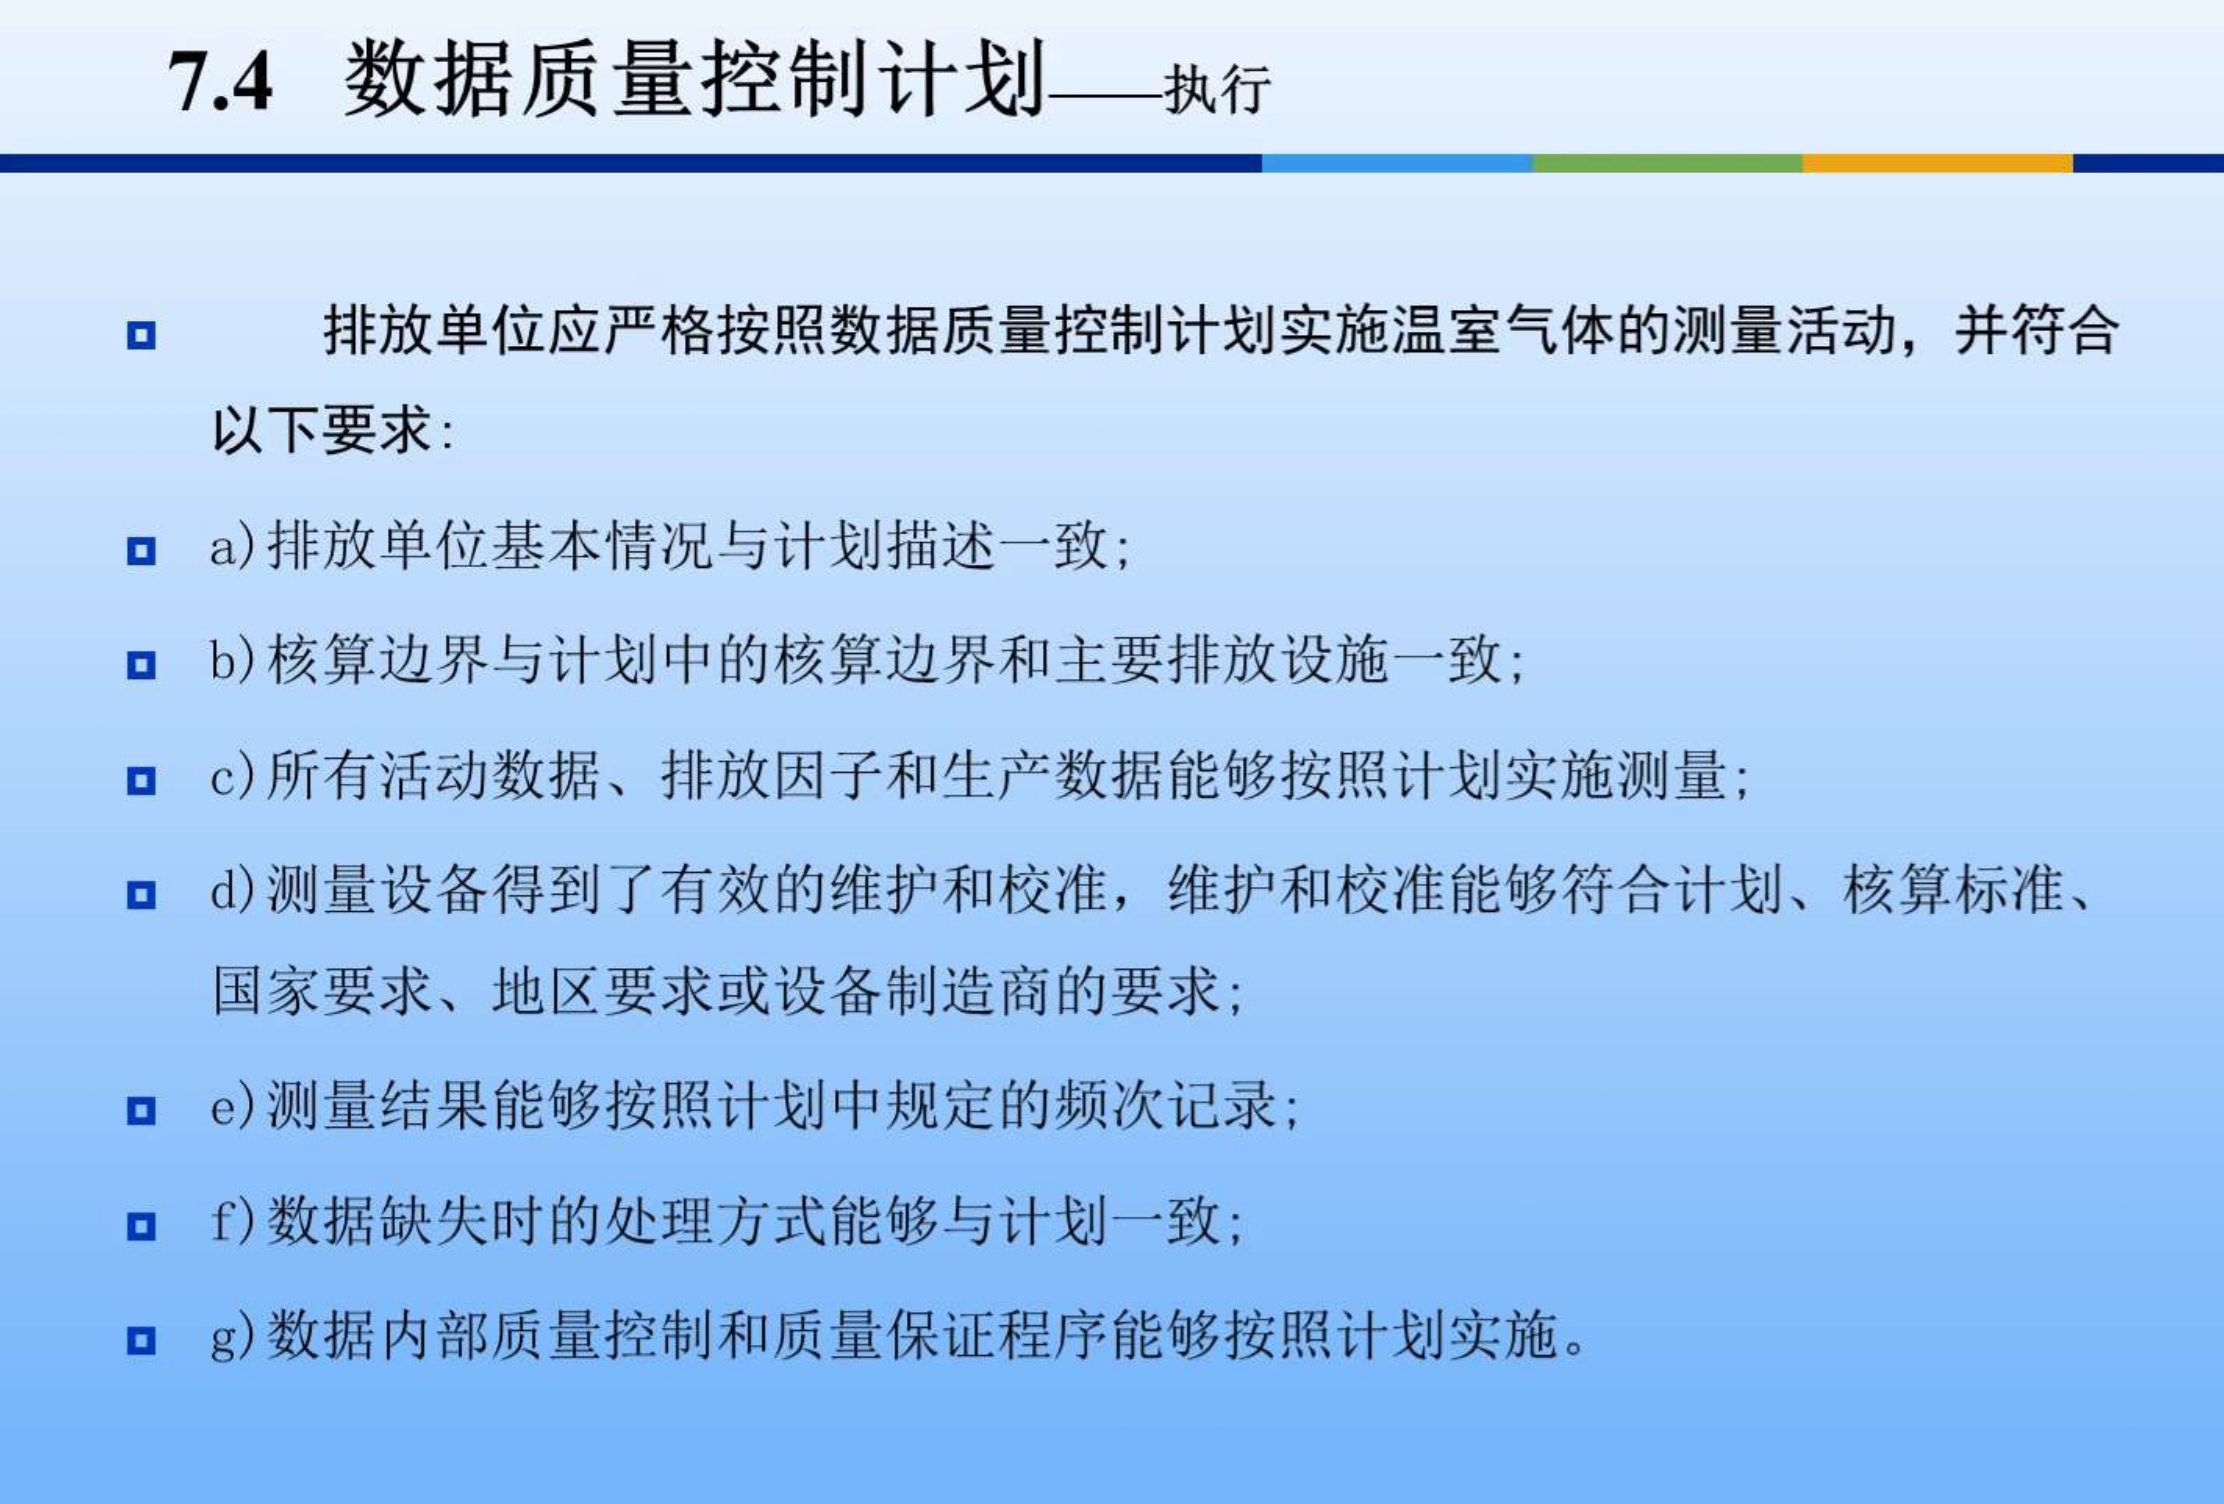 7.4 数据质量控制计划——执行
排放单位应严格按照数据质量控制计划实施温室气体的测量活动，并符合
以下要求：
a)排放单位基本情况与计划描述一致；
b)核算边界与计划中的核算边界和主要排放设施一致；
c)所有活动数据、排放因子和生产数据能够按照计划实施测量；
d)测量设备得到了有效的维护和校准，维护和校准能够符合计划、核算标准、
国家要求、地区要求或设备制造商的要求；
e)测量结果能够按照计划中规定的频次记录；
f)数据缺失时的处理方式能够与计划一致；
g)数据内部质量控制和质量保证程序能够按照计划实施。